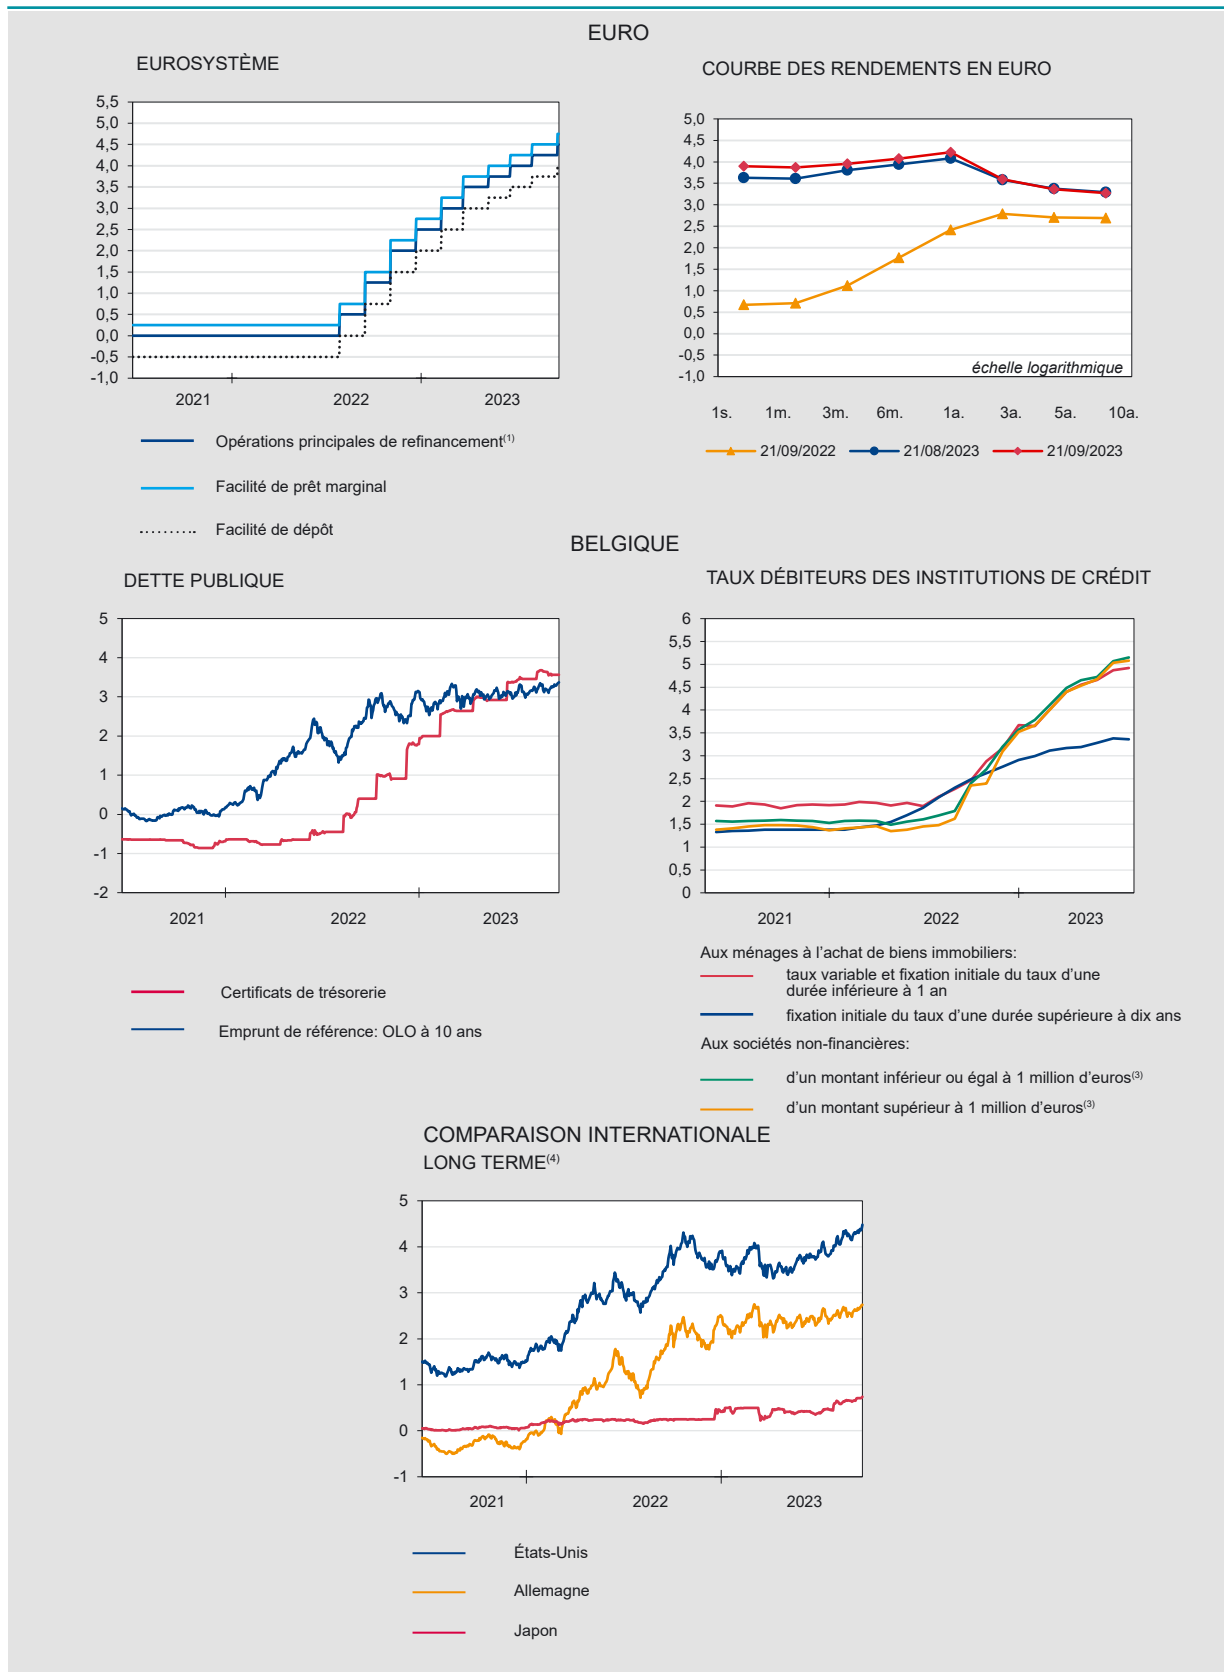 EURO
EUROSYSTÈME
5,5
5,0
4,5
4,0
3,5
3,0
2,5
2,0
1,5
1,0
0,5
0,0
-0,5
-1,0
2021 2022 2023
Opérations principales de refinancement(1)
Facilité de prêt marginal
Facilité de dépôt
COURBE DES RENDEMENTS EN EURO
5,0
4,5
4,0
3,5
3,0
2,5
2,0
1,5
1,0
0,5
0,0
-0,5
-1,0
échelle logarithmique
1s. 1m. 3m. 6m. 1a. 3a. 5a. 10a.
21/09/2022 21/08/2023 21/09/2023
BELGIQUE
DETTE PUBLIQUE
5
4
3
2
1
0
-1
-2
2021 2022 2023
Certificats de trésorerie
Emprunt de référence: OLO à 10 ans
TAUX DÉBITEURS DES INSTITUTIONS DE CRÉDIT
6
5,5
5
4,5
4
3,5
3
2,5
2
1,5
1
0,5
0
2021 2022 2023
Aux ménages à l’achat de biens immobiliers:
taux variable et fixation initiale du taux d’une
durée inférieure à 1 an
fixation initiale du taux d’une durée supérieure à dix ans
Aux sociétés non-financières:
d’un montant inférieur ou égal à 1 million d’euros(3)
d’un montant supérieur à 1 million d’euros(3)
COMPARAISON INTERNATIONALE
LONG TERME(4)
5
4
3
2
1
0
-1
2021 2022 2023
États-Unis
Allemagne
Japon